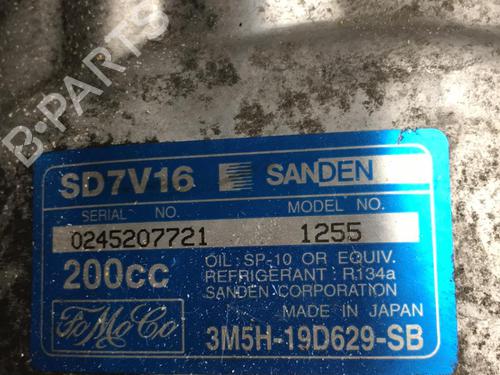 B-PARTS
SD7V16 SANDEN
SERIAL NO. MODEL NO.
0245207721 1255
200cc
OIL: SP-10 OR EQUIV.
REFRIGERANT: R134a
SANDEN CORPORATION
MADE IN JAPAN
FoMoCo
3M5H-19D629-SB